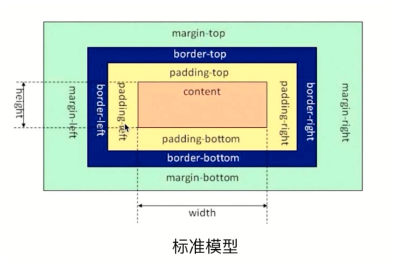 margin-top
border-top
padding-top
content
height
margin-left
border-left
padding-left
padding-right
border-right
margin-right
padding-bottom
border-bottom
margin-bottom
width
标准模型